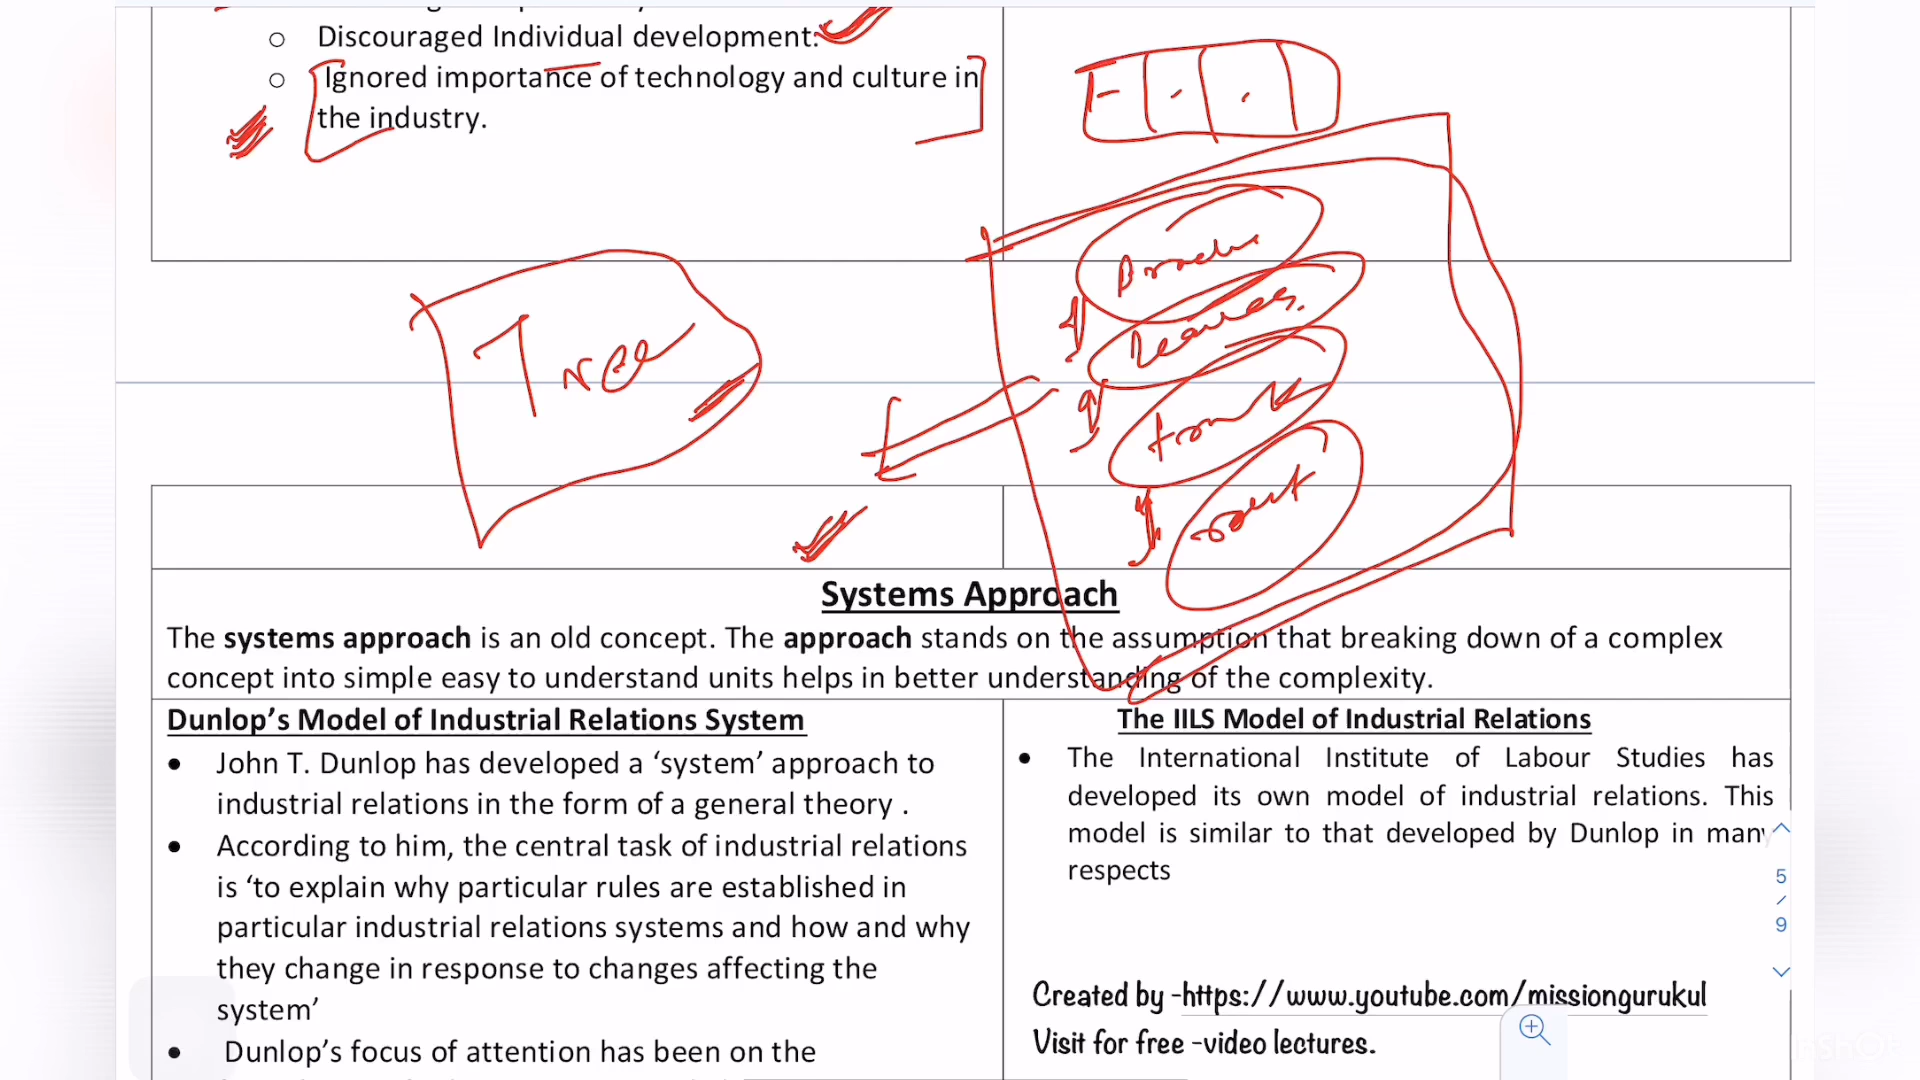 Discouraged Individual development.
Ignored importance of technology and culture in
the industry.
Tree
Leaves
Systems Approach
The systems approach is an old concept. The approach stands on the assumption that breaking down of a complex
concept into simple easy to understand units helps in better understanding of the complexity.
Dunlop’s Model of Industrial Relations System
John T. Dunlop has developed a ‘system’ approach to
industrial relations in the form of a general theory .
According to him, the central task of industrial relations
is ‘to explain why particular rules are established in
particular industrial relations systems and how and why
they change in response to changes affecting the
system’
Dunlop’s focus of attention has been on the
The IILS Model of Industrial Relations
The International Institute of Labour Studies has
developed its own model of industrial relations. This
model is similar to that developed by Dunlop in many
respects
5
/
9
Created by -https://www.youtube.com/missiongurukul
Visit for free -video lectures.